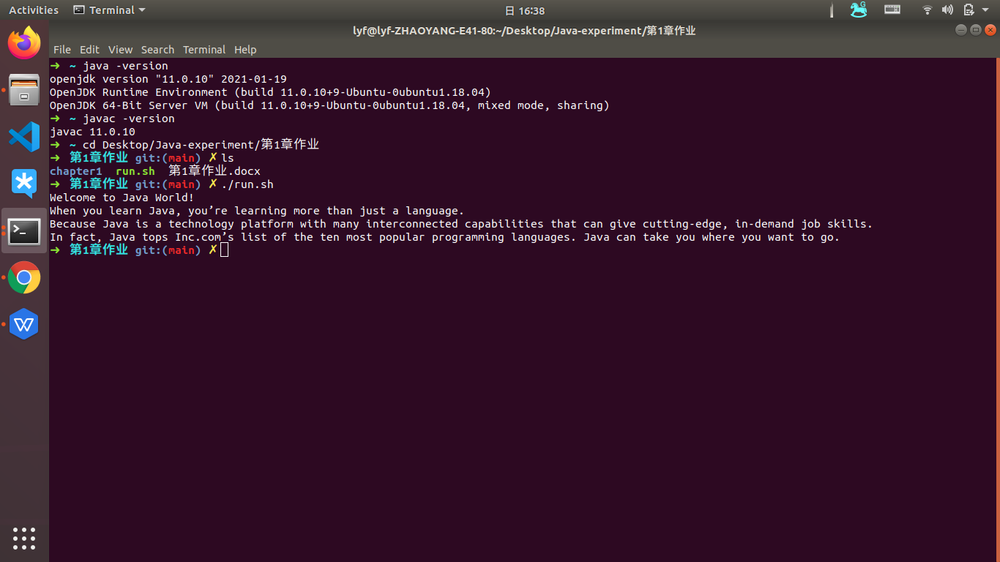 Activities Terminal 日 16:38
lyf@lyf-ZHAOYANG-E41-80:~/Desktop/Java-experiment/第1章作业
File Edit View Search Terminal Help
➜ ~ java -version
openjdk version "11.0.10" 2021-01-19
OpenJDK Runtime Environment (build 11.0.10+9-Ubuntu-0ubuntu1.18.04)
OpenJDK 64-Bit Server VM (build 11.0.10+9-Ubuntu-0ubuntu1.18.04, mixed mode, sharing)
➜ ~ javac -version
javac 11.0.10
➜ ~ cd Desktop/Java-experiment/第1章作业
➜ 第1章作业 git:(main) ✗ ls
chapter1 run.sh 第1章作业.docx
➜ 第1章作业 git:(main) ✗ ./run.sh
Welcome to Java World!
When you learn Java, you’re learning more than just a language.
Because Java is a technology platform with many interconnected capabilities that can give cutting-edge, in-demand job skills.
In fact, Java tops Inc.com’s list of the ten most popular programming languages. Java can take you where you want to go.
➜ 第1章作业 git:(main) ✗